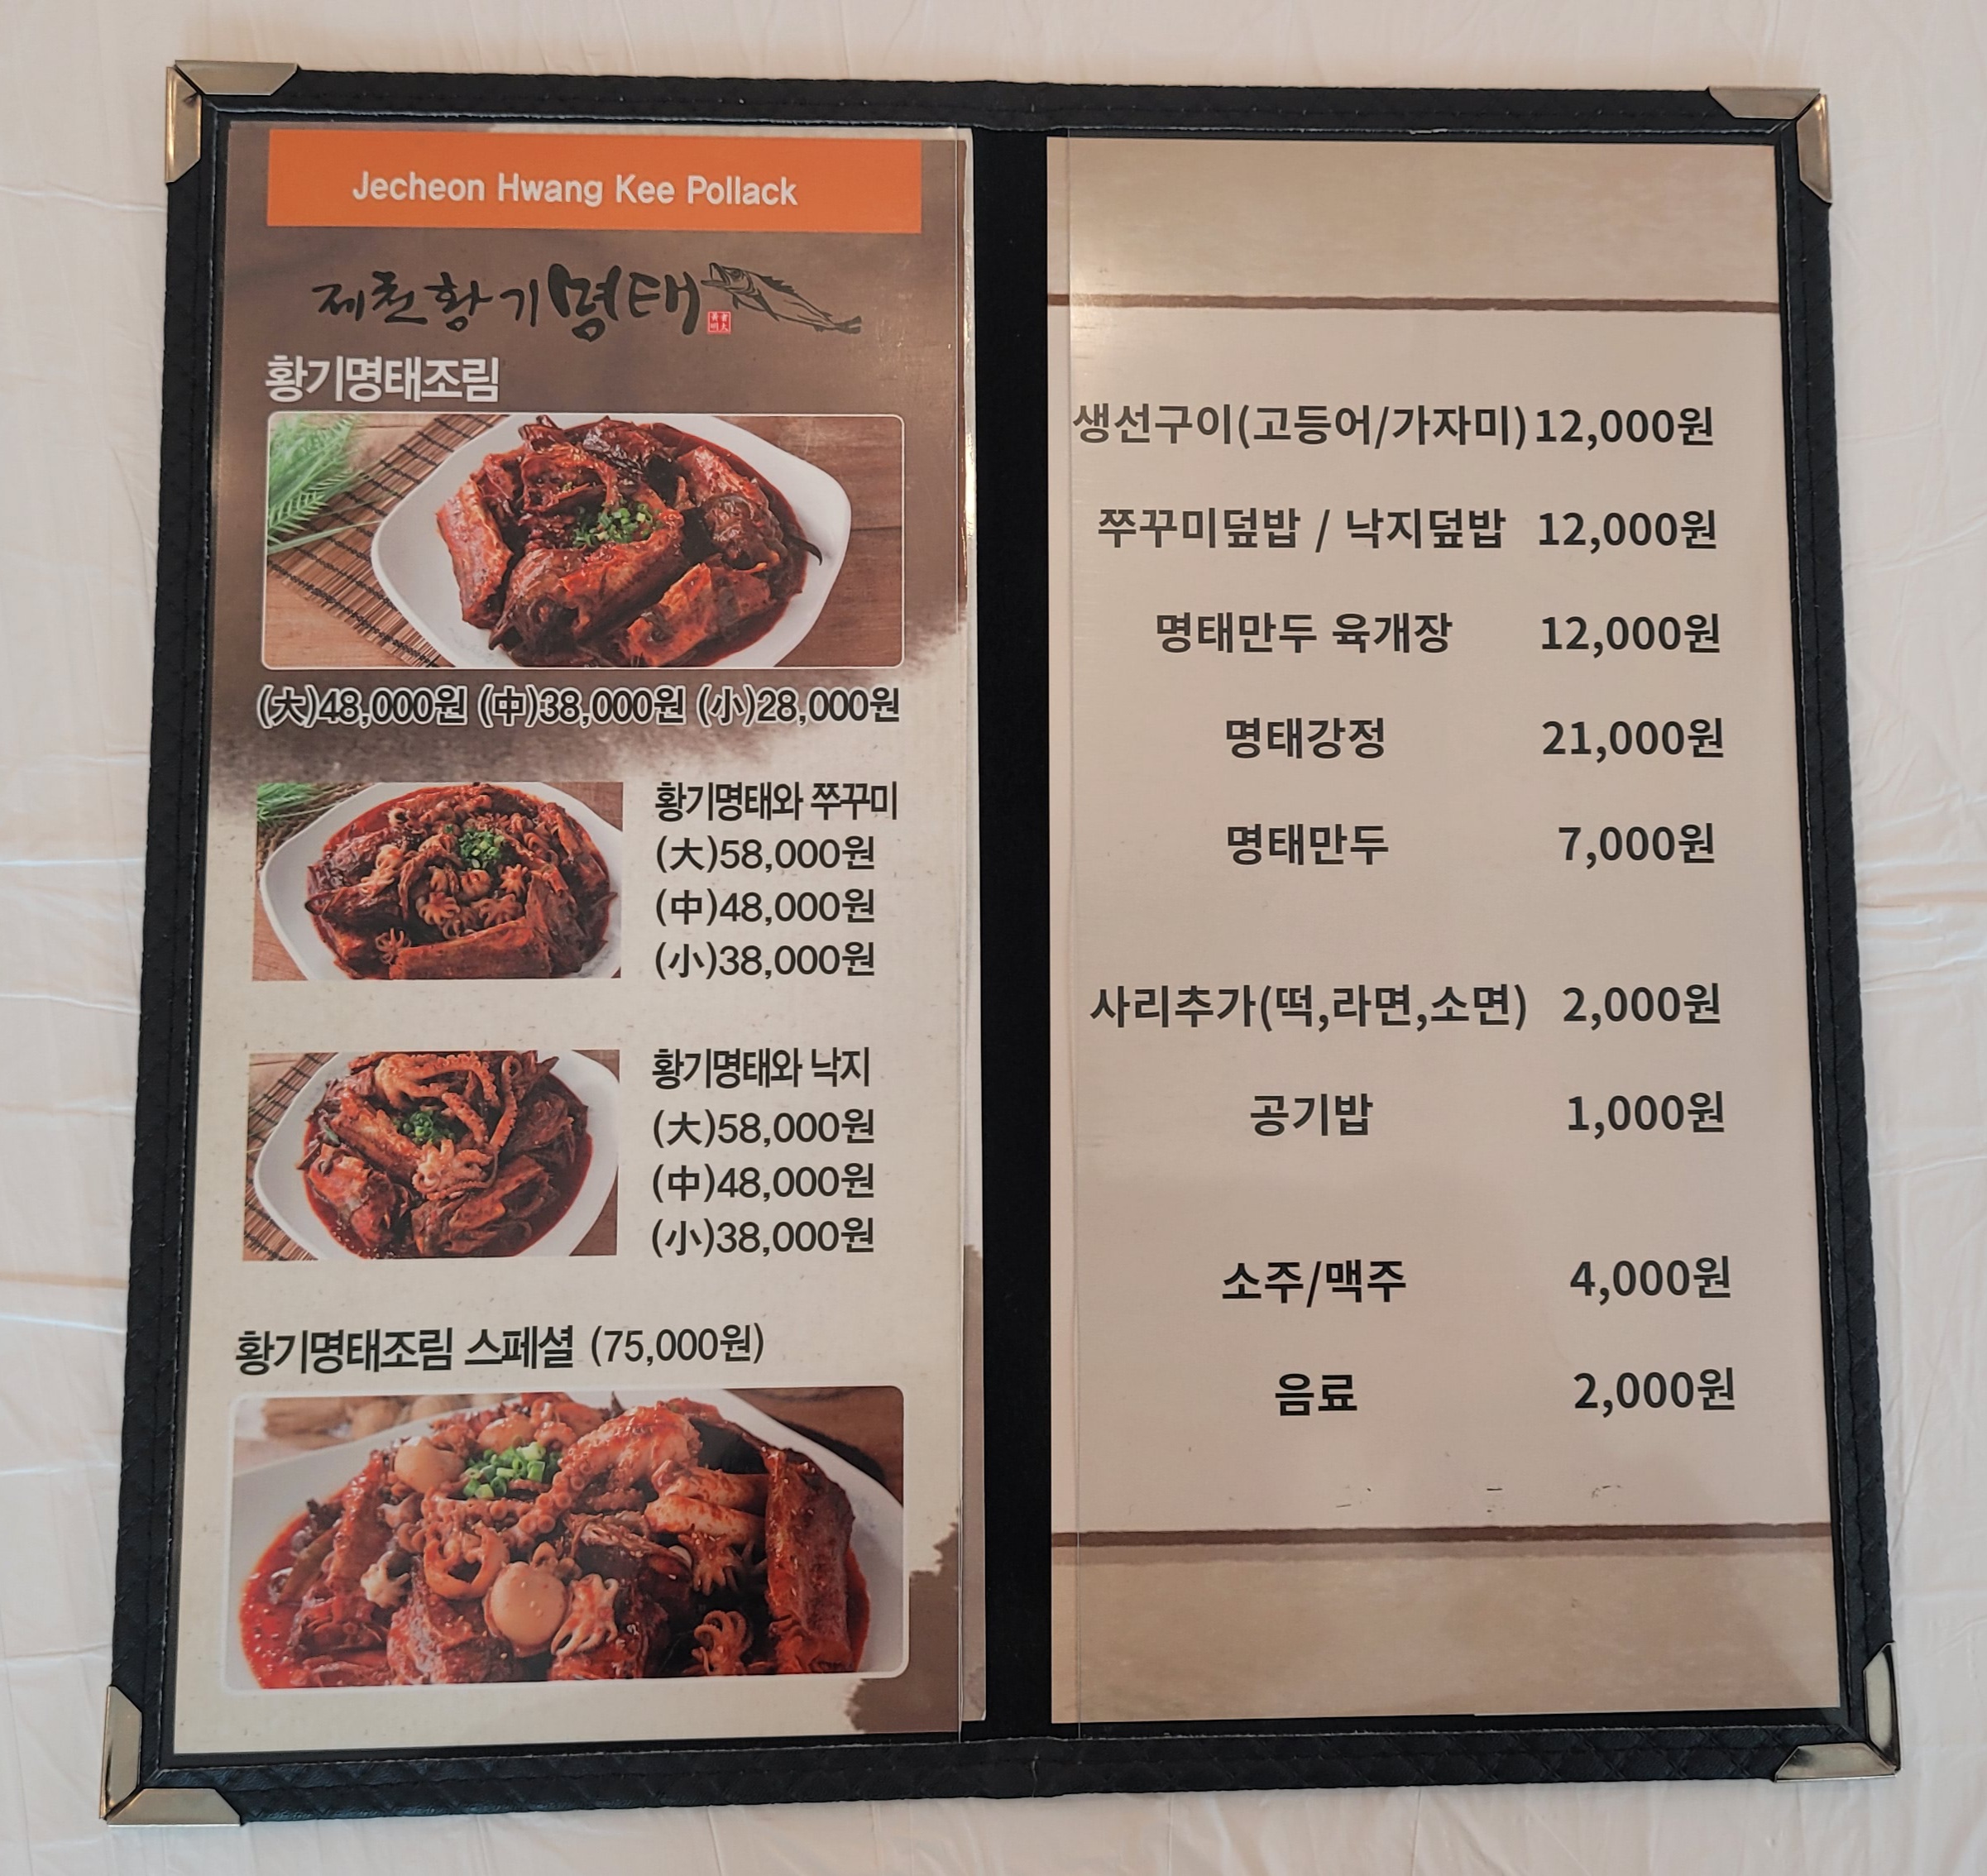 Jecheon Hwang Kee Pollack
제천황기명태
황기명태조림
(大)48,000원 (中)38,000원 (小)28,000원
황기명태와 쭈꾸미
(大)58,000원
(中)48,000원
(小)38,000원
황기명태와 낙지
(大)58,000원
(中)48,000원
(小)38,000원
황기명태조림 스페셜 (75,000원)
생선구이(고등어/가자미) 12,000원
쭈꾸미덮밥 / 낙지덮밥 12,000원
명태만두 육개장 12,000원
명태강정 21,000원
명태만두 7,000원
사리추가(떡,라면,소면) 2,000원
공기밥 1,000원
소주/맥주 4,000원
음료 2,000원